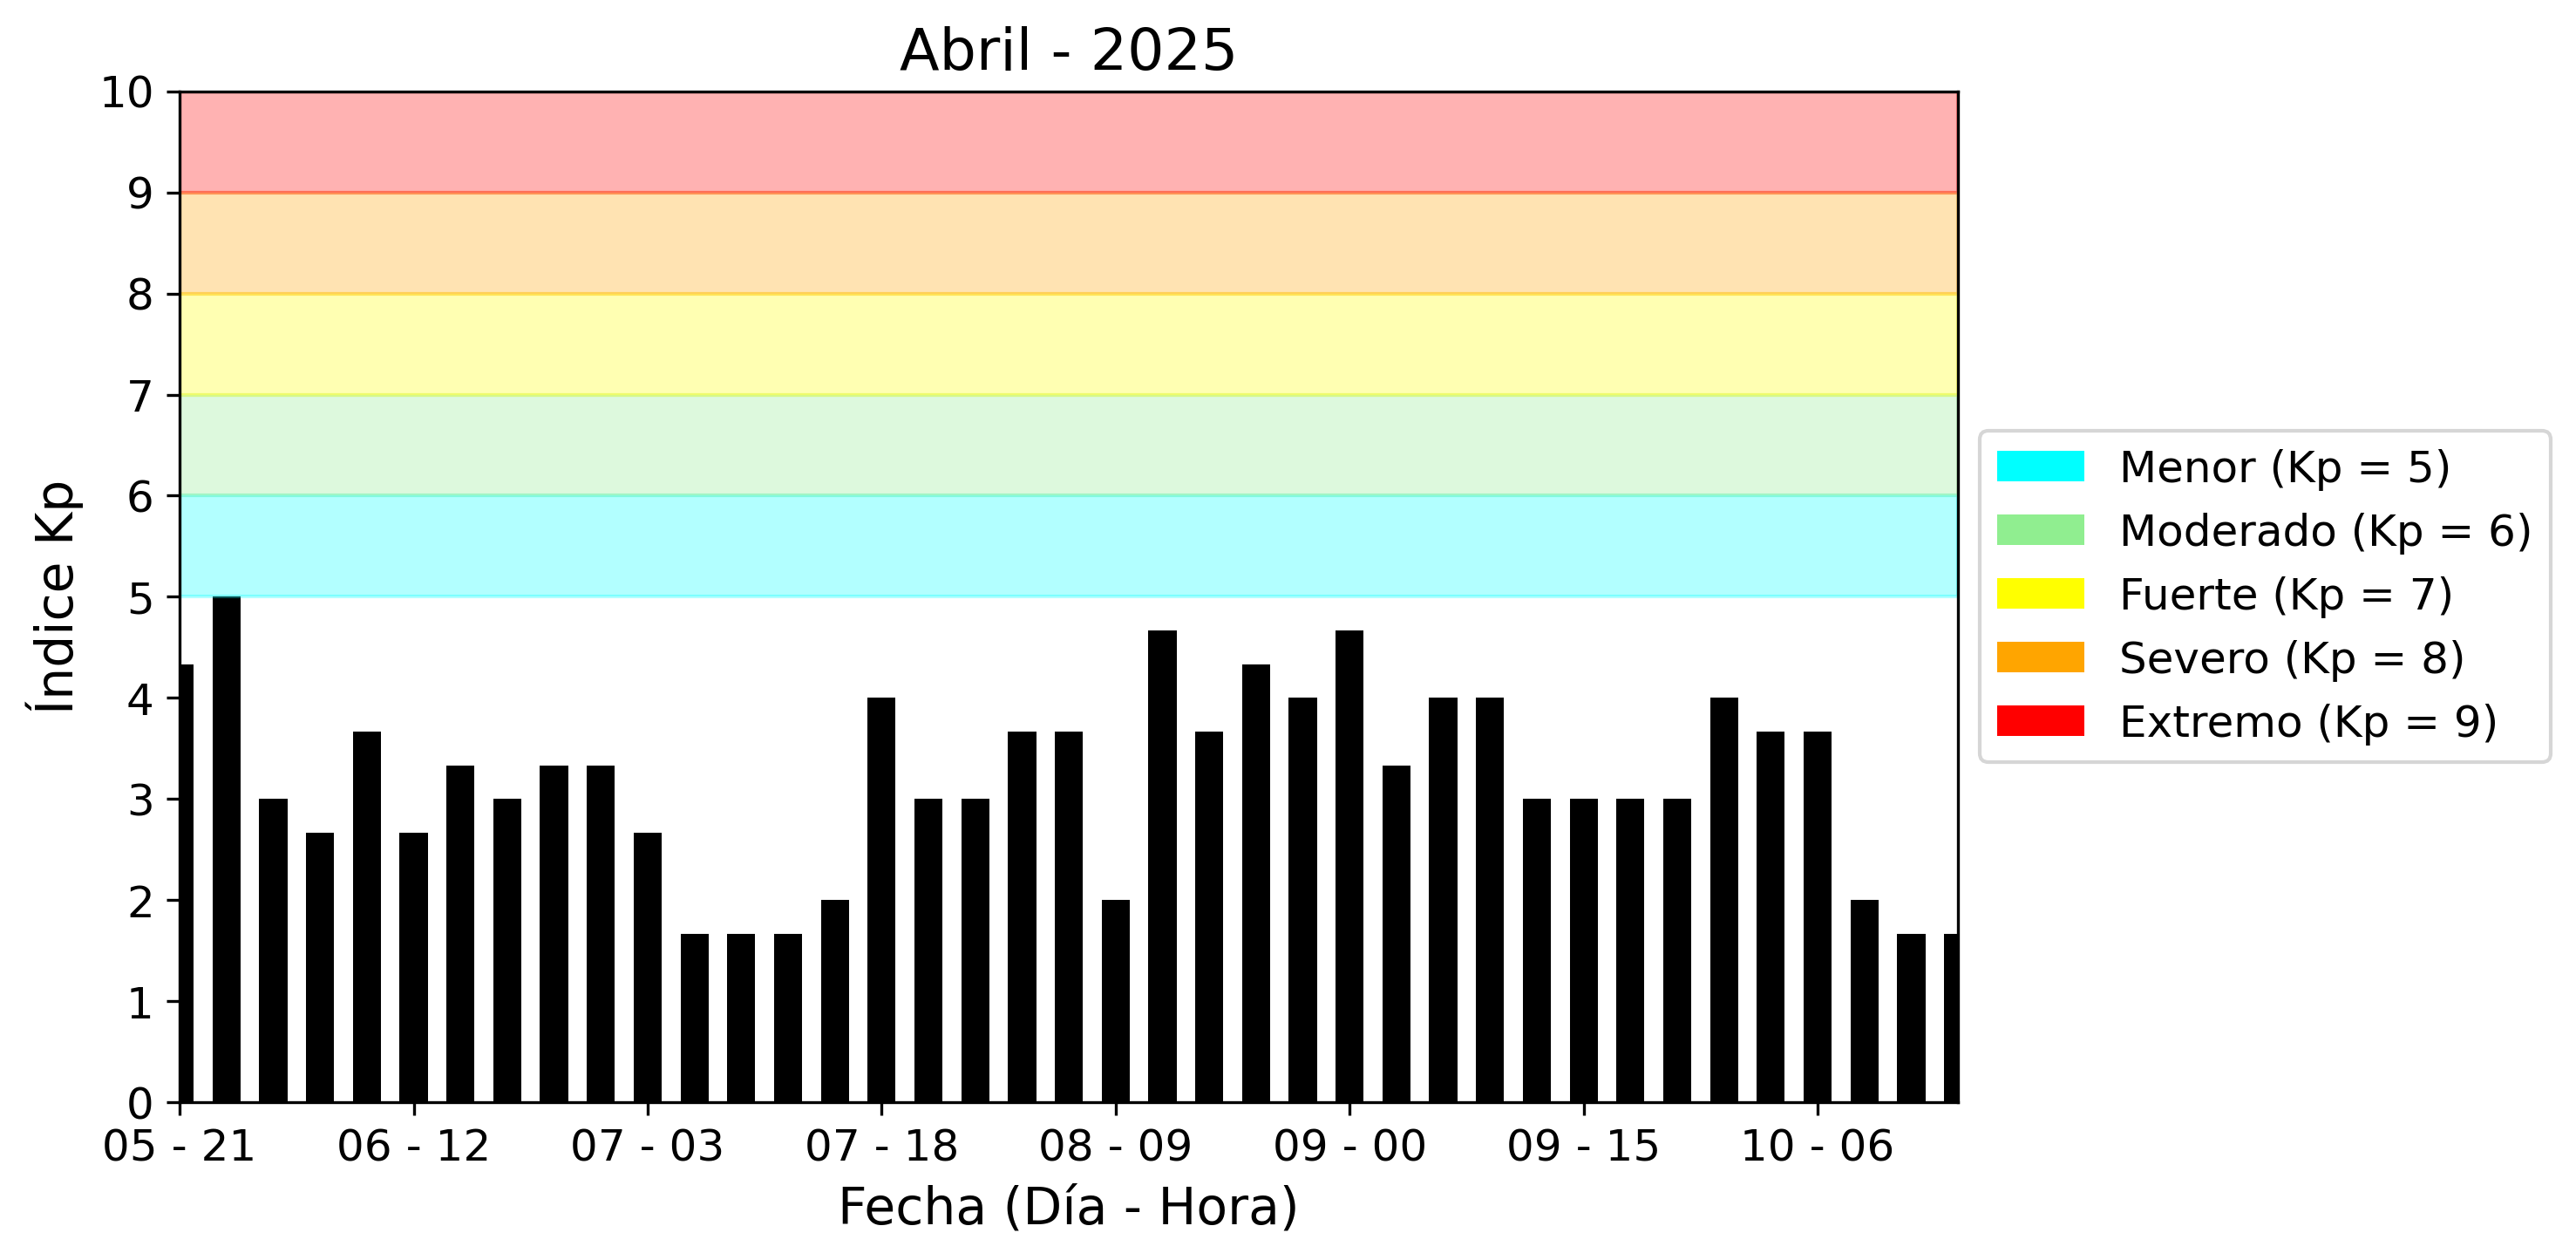 Abril - 2025
10
9
8
7
6
5
4
3
2
1
0
Índice Kp
05 - 21
06 - 12
07 - 03
07 - 18
08 - 09
09 - 00
09 - 15
10 - 06
Fecha (Día - Hora)
Menor (Kp = 5)
Moderado (Kp = 6)
Fuerte (Kp = 7)
Severo (Kp = 8)
Extremo (Kp = 9)